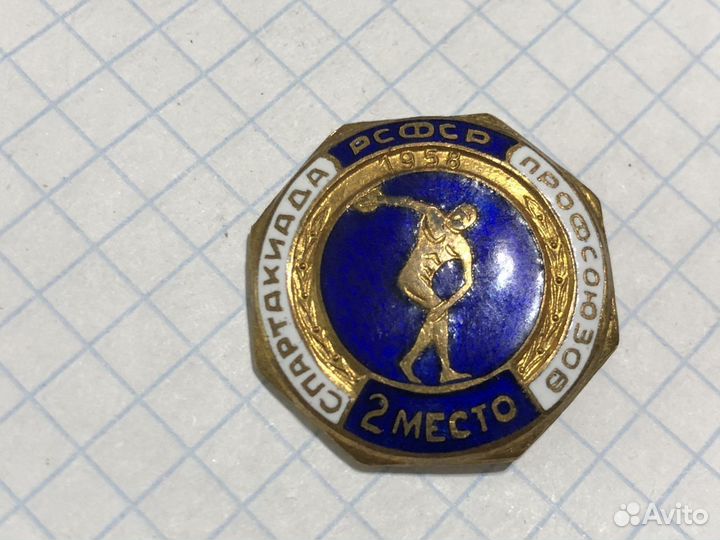 РСФСР
1958
СПАРТАКИАДА
ПРОФСОЮЗОВ
2 МЕСТО
Avito